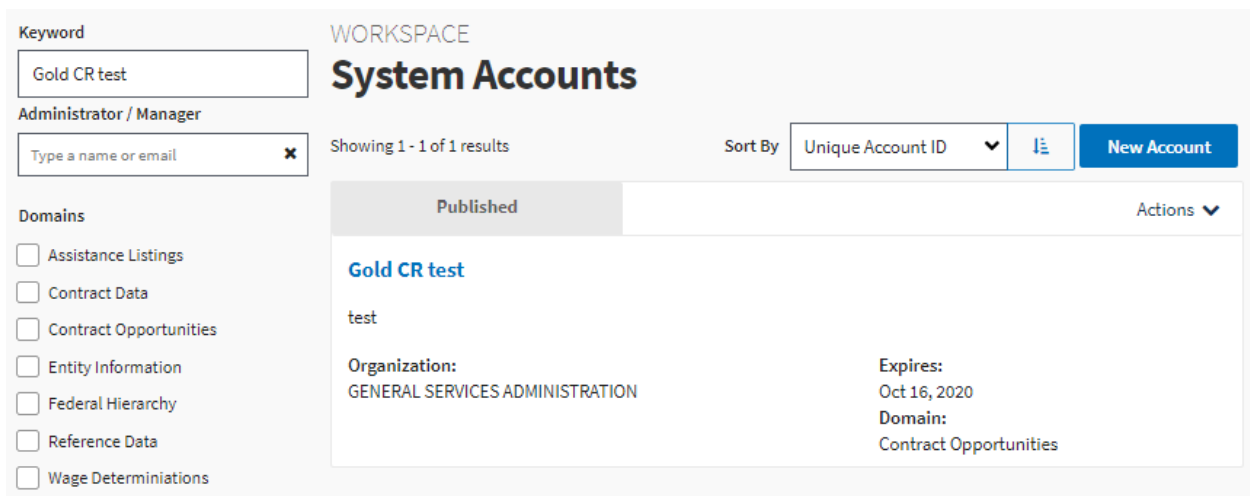 Keyword
Gold CR test
Administrator / Manager
Type a name or email
Domains
Assistance Listings
Contract Data
Contract Opportunities
Entity Information
Federal Hierarchy
Reference Data
Wage Determiniations
WORKSPACE
System Accounts
Showing 1 - 1 of 1 results
Sort By
Unique Account ID
New Account
Published
Actions
Gold CR test
test
Organization:
GENERAL SERVICES ADMINISTRATION
Expires:
Oct 16, 2020
Domain:
Contract Opportunities